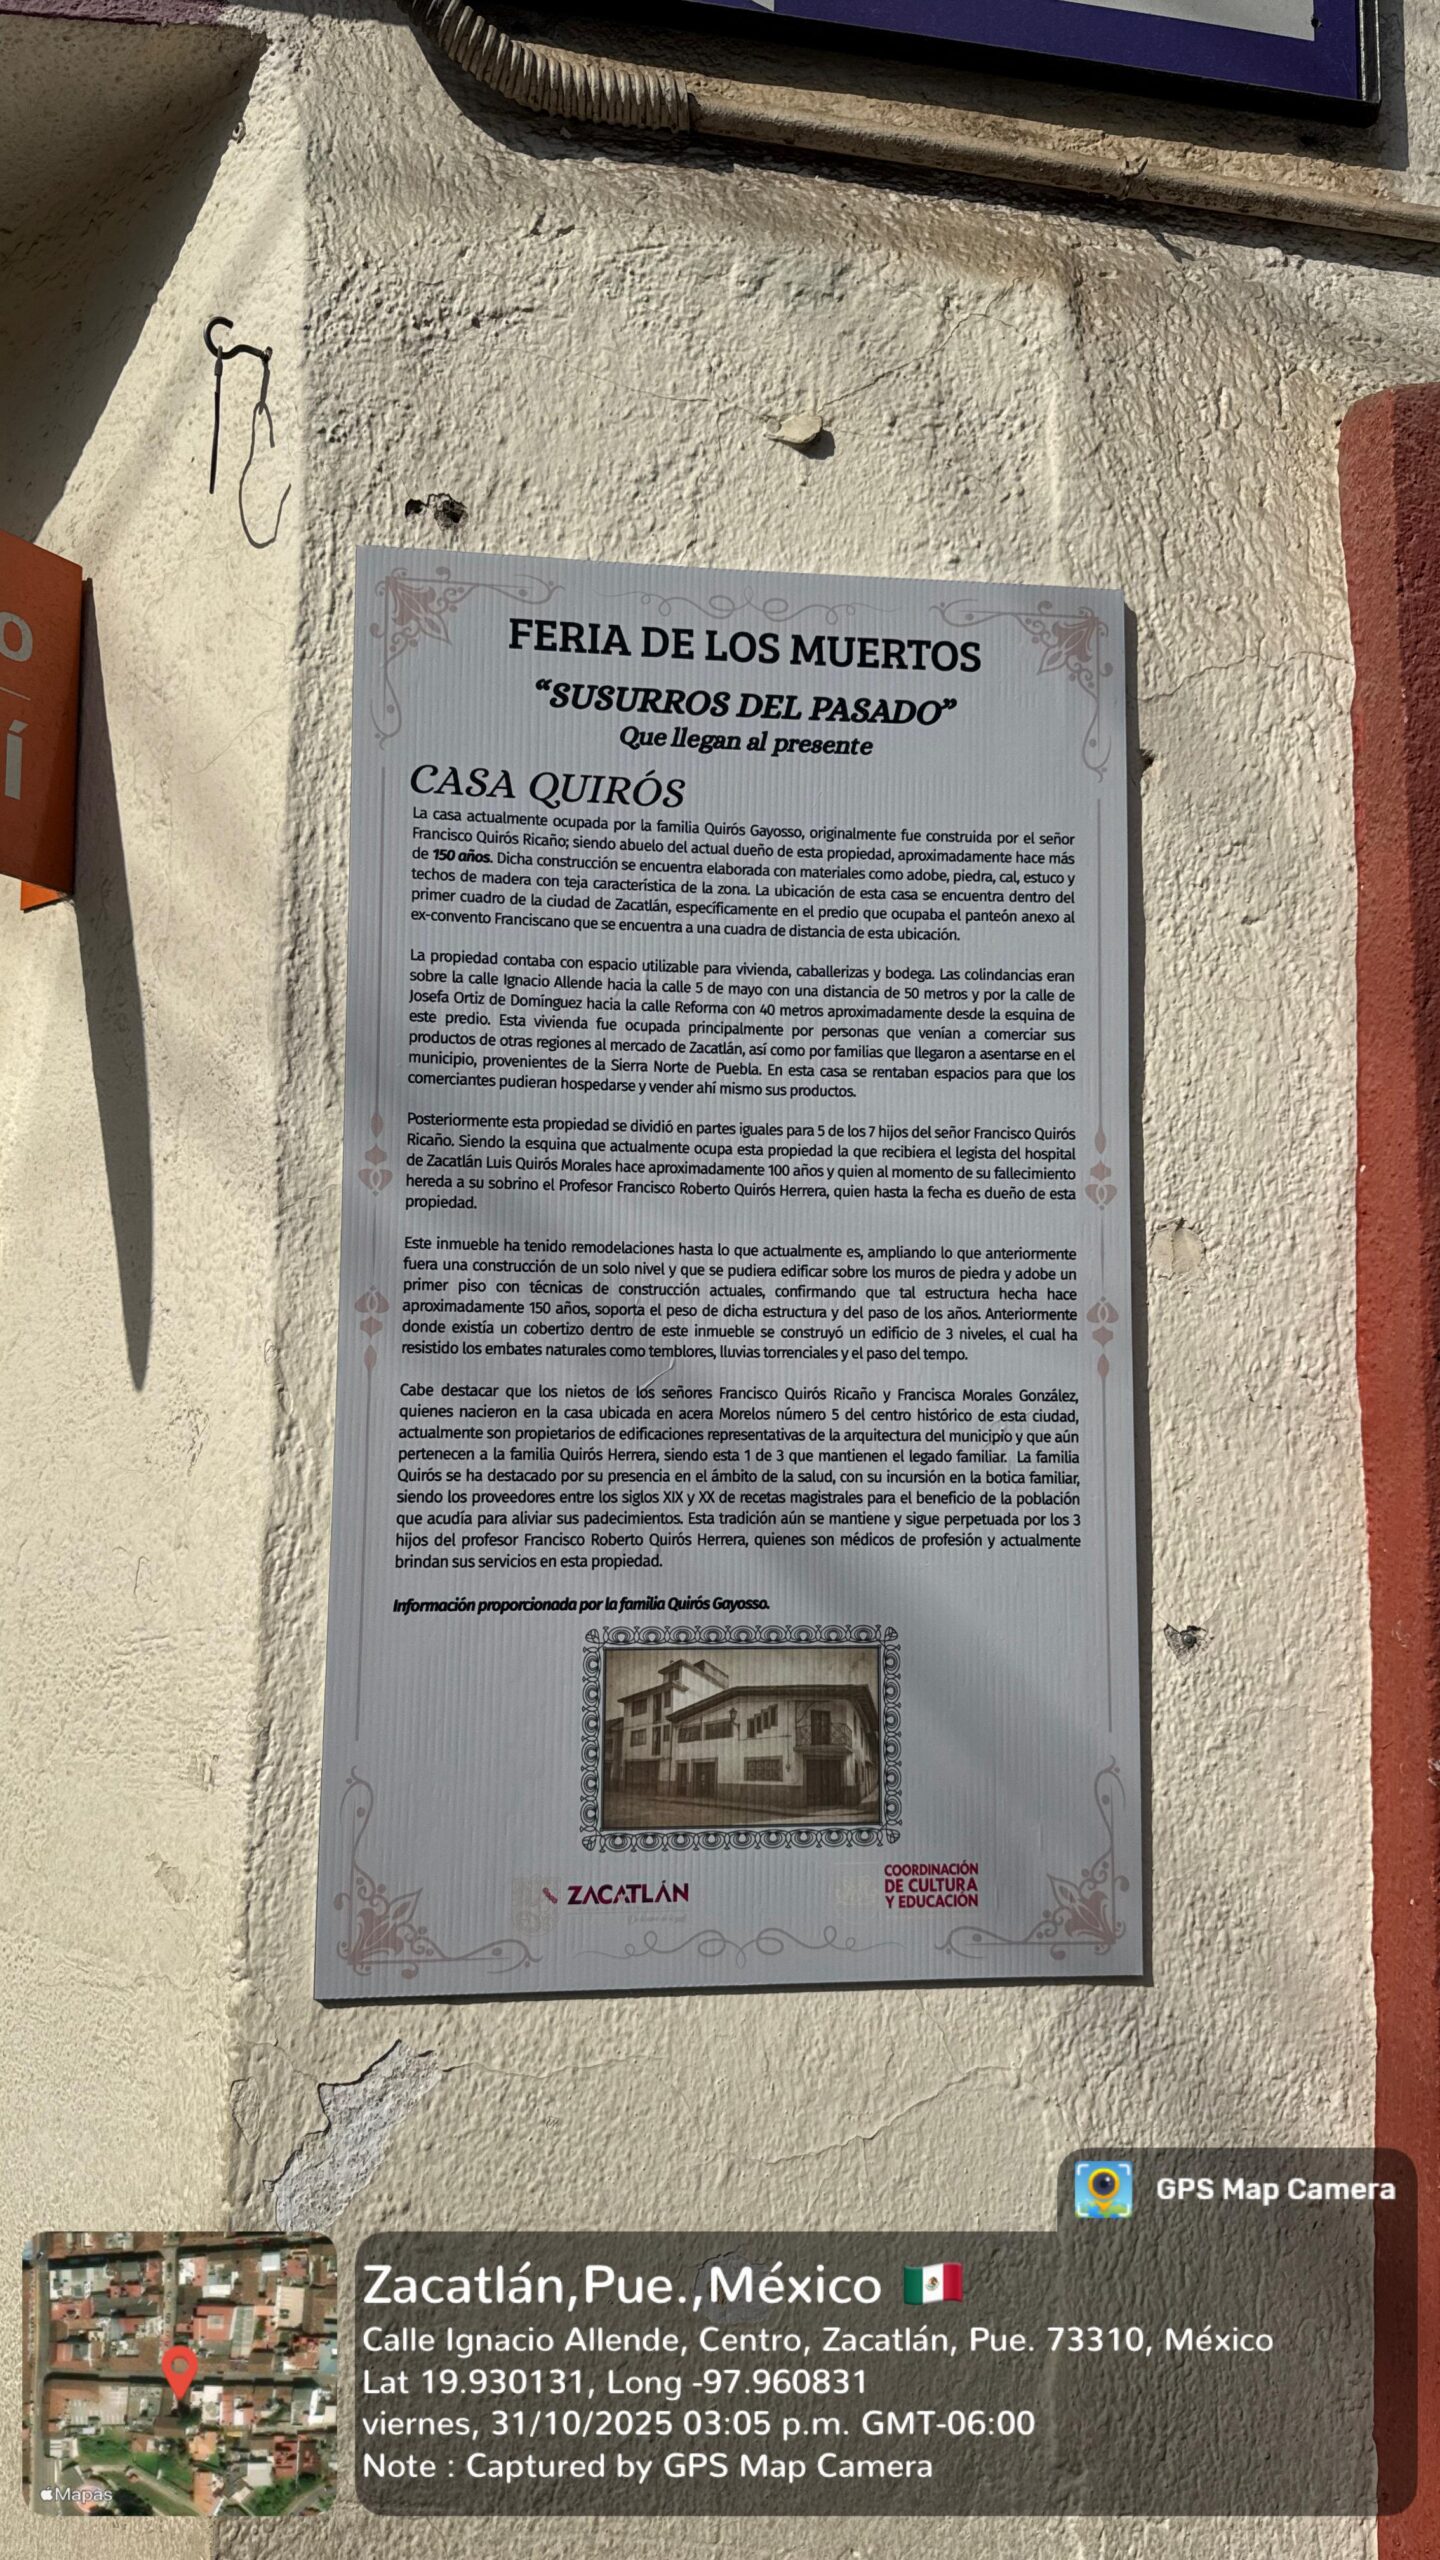 O
Í
FERIA DE LOS MUERTOS
“SUSURROS DEL PASADO”
Que llegan al presente
CASA QUIRÓS
La casa actualmente ocupada por la familia Quirós Gayosso, originalmente fue construida por el señor
Francisco Quirós Ricaño; siendo abuelo del actual dueño de esta propiedad, aproximadamente hace más
de 150 años. Dicha construcción se encuentra elaborada con materiales como adobe, piedra, cal, estuco y
techos de madera con teja característica de la zona. La ubicación de esta casa se encuentra dentro del
primer cuadro de la ciudad de Zacatlán, específicamente en el predio que ocupaba el panteón anexo al
ex-convento Franciscano que se encuentra a una cuadra de distancia de esta ubicación.
La propiedad contaba con espacio utilizable para vivienda, caballerizas y bodega. Las colindancias eran
sobre la calle Ignacio Allende hacia la calle 5 de mayo con una distancia de 50 metros y por la calle de
Josefa Ortiz de Domínguez hacia la calle Reforma con 40 metros aproximadamente desde la esquina de
este predio. Esta vivienda fue ocupada principalmente por personas que venían a comerciar sus
productos de otras regiones al mercado de Zacatlán, así como por familias que llegaron a asentarse en el
municipio, provenientes de la Sierra Norte de Puebla. En esta casa se rentaban espacios para que los
comerciantes pudieran hospedarse y vender ahí mismo sus productos.
Posteriormente esta propiedad se dividió en partes iguales para 5 de los 7 hijos del señor Francisco Quirós
Ricaño. Siendo la esquina que actualmente ocupa esta propiedad la que recibiera el legista del hospital
de Zacatlán Luis Quirós Morales hace aproximadamente 100 años y quien al momento de su fallecimiento
hereda a su sobrino el Profesor Francisco Roberto Quirós Herrera, quien hasta la fecha es dueño de esta
propiedad.
Este inmueble ha tenido remodelaciones hasta lo que actualmente es, ampliando lo que anteriormente
fuera una construcción de un solo nivel y que se pudiera edificar sobre los muros de piedra y adobe un
primer piso con técnicas de construcción actuales, confirmando que tal estructura hecha hace
aproximadamente 150 años, soporta el peso de dicha estructura y del paso de los años. Anteriormente
donde existía un cobertizo dentro de este inmueble se construyó un edificio de 3 niveles, el cual ha
resistido los embates naturales como temblores, lluvias torrenciales y el paso del tempo.
Cabe destacar que los nietos de los señores Francisco Quirós Ricaño y Francisca Morales González,
quienes nacieron en la casa ubicada en acera Morelos número 5 del centro histórico de esta ciudad,
actualmente son propietarios de edificaciones representativas de la arquitectura del municipio y que aún
pertenecen a la familia Quirós Herrera, siendo esta 1 de 3 que mantienen el legado familiar. La familia
Quirós se ha destacado por su presencia en el ámbito de la salud, con su incursión en la botica familiar,
siendo los proveedores entre los siglos XIX y XX de recetas magistrales para el beneficio de la población
que acudía para aliviar sus padecimientos. Esta tradición aún se mantiene y sigue perpetuada por los 3
hijos del profesor Francisco Roberto Quirós Herrera, quienes son médicos de profesión y actualmente
brindan sus servicios en esta propiedad.
Información proporcionada por la familia Quirós Gayosso.
ZACATLÁN
COORDINACIÓN
DE CULTURA
Y EDUCACIÓN
GPS Map Camera
Zacatlán,Pue.,México
Calle Ignacio Allende, Centro, Zacatlán, Pue. 73310, México
Lat 19.930131, Long -97.960831
viernes, 31/10/2025 03:05 p.m. GMT-06:00
Note : Captured by GPS Map Camera
Mapas